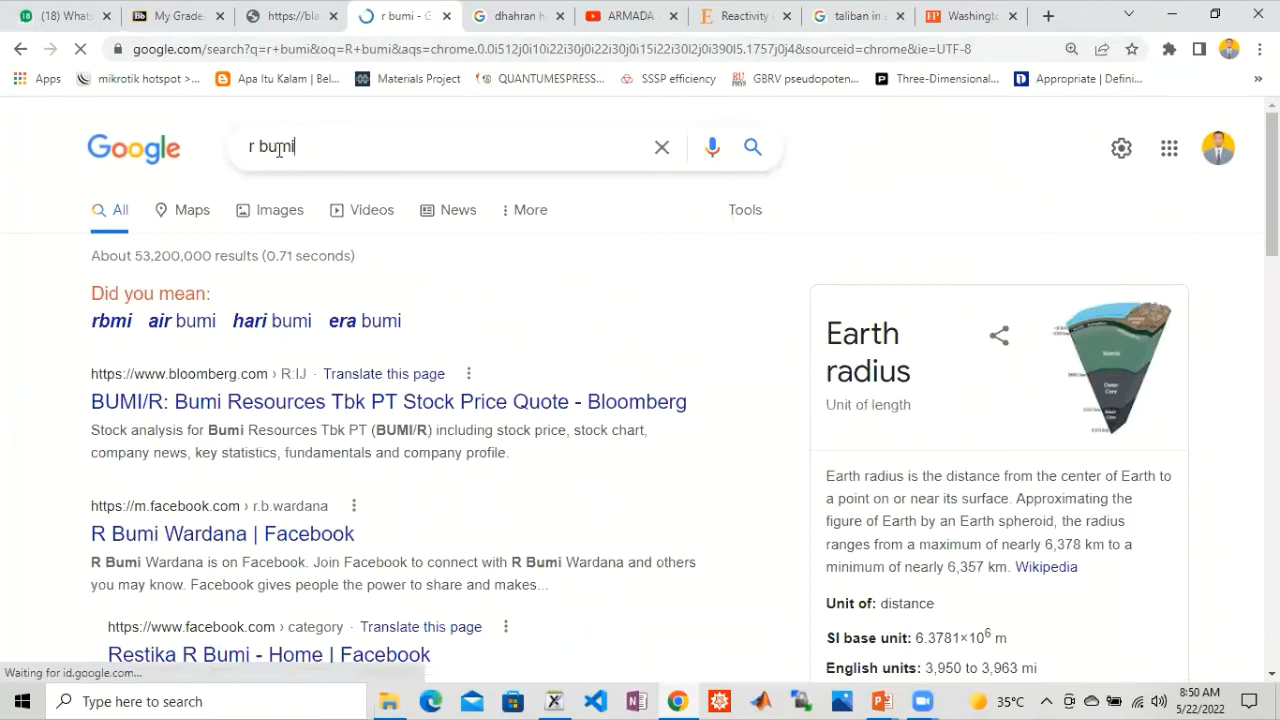 (18) Whats
My Grade.
https://bla
r bumi - G
dhahran h
ARMADA
Reactivity
taliban in a
Washingto
google.com/search?q=r+bumi&oq=R+bumi&aqs=chrome.0.0i512j0i10i22i30j0i22i30j0i15i22i30l2j0i390l5.1757j0j4&sourceid=chrome&ie=UTF-8
Apps
mikrotik hotspot >...
Apa Itu Kalam | Bel...
Materials Project
QUANTUMESPRESS...
SSSP efficiency
GBRV pseudopoten...
Three-Dimensional...
Appropriate | Defini...
»
Google
r bumi
All
Maps
Images
Videos
News
More
Tools
About 53,200,000 results (0.71 seconds)
Did you mean:
rbmi air bumi hari bumi era bumi
https://www.bloomberg.com › R:IJ · Translate this page
BUMI/R: Bumi Resources Tbk PT Stock Price Quote - Bloomberg
Stock analysis for Bumi Resources Tbk PT (BUMI/R) including stock price, stock chart,
company news, key statistics, fundamentals and company profile.
https://m.facebook.com › r.b.wardana
R Bumi Wardana | Facebook
R Bumi Wardana is on Facebook. Join Facebook to connect with R Bumi Wardana and others
you may know. Facebook gives people the power to share and makes...
https://www.facebook.com › category · Translate this page
Restika R Bumi - Home | Facebook
Earth
radius
Unit of length
Earth radius is the distance from the center of Earth to
a point on or near its surface. Approximating the
figure of Earth by an Earth spheroid, the radius
ranges from a maximum of nearly 6,378 km to a
minimum of nearly 6,357 km. Wikipedia
Unit of: distance
SI base unit: 6.3781×10⁶ m
English units: 3,950 to 3,963 mi
Waiting for id.google.com...
Type here to search
35°C
8:50 AM
5/22/2022